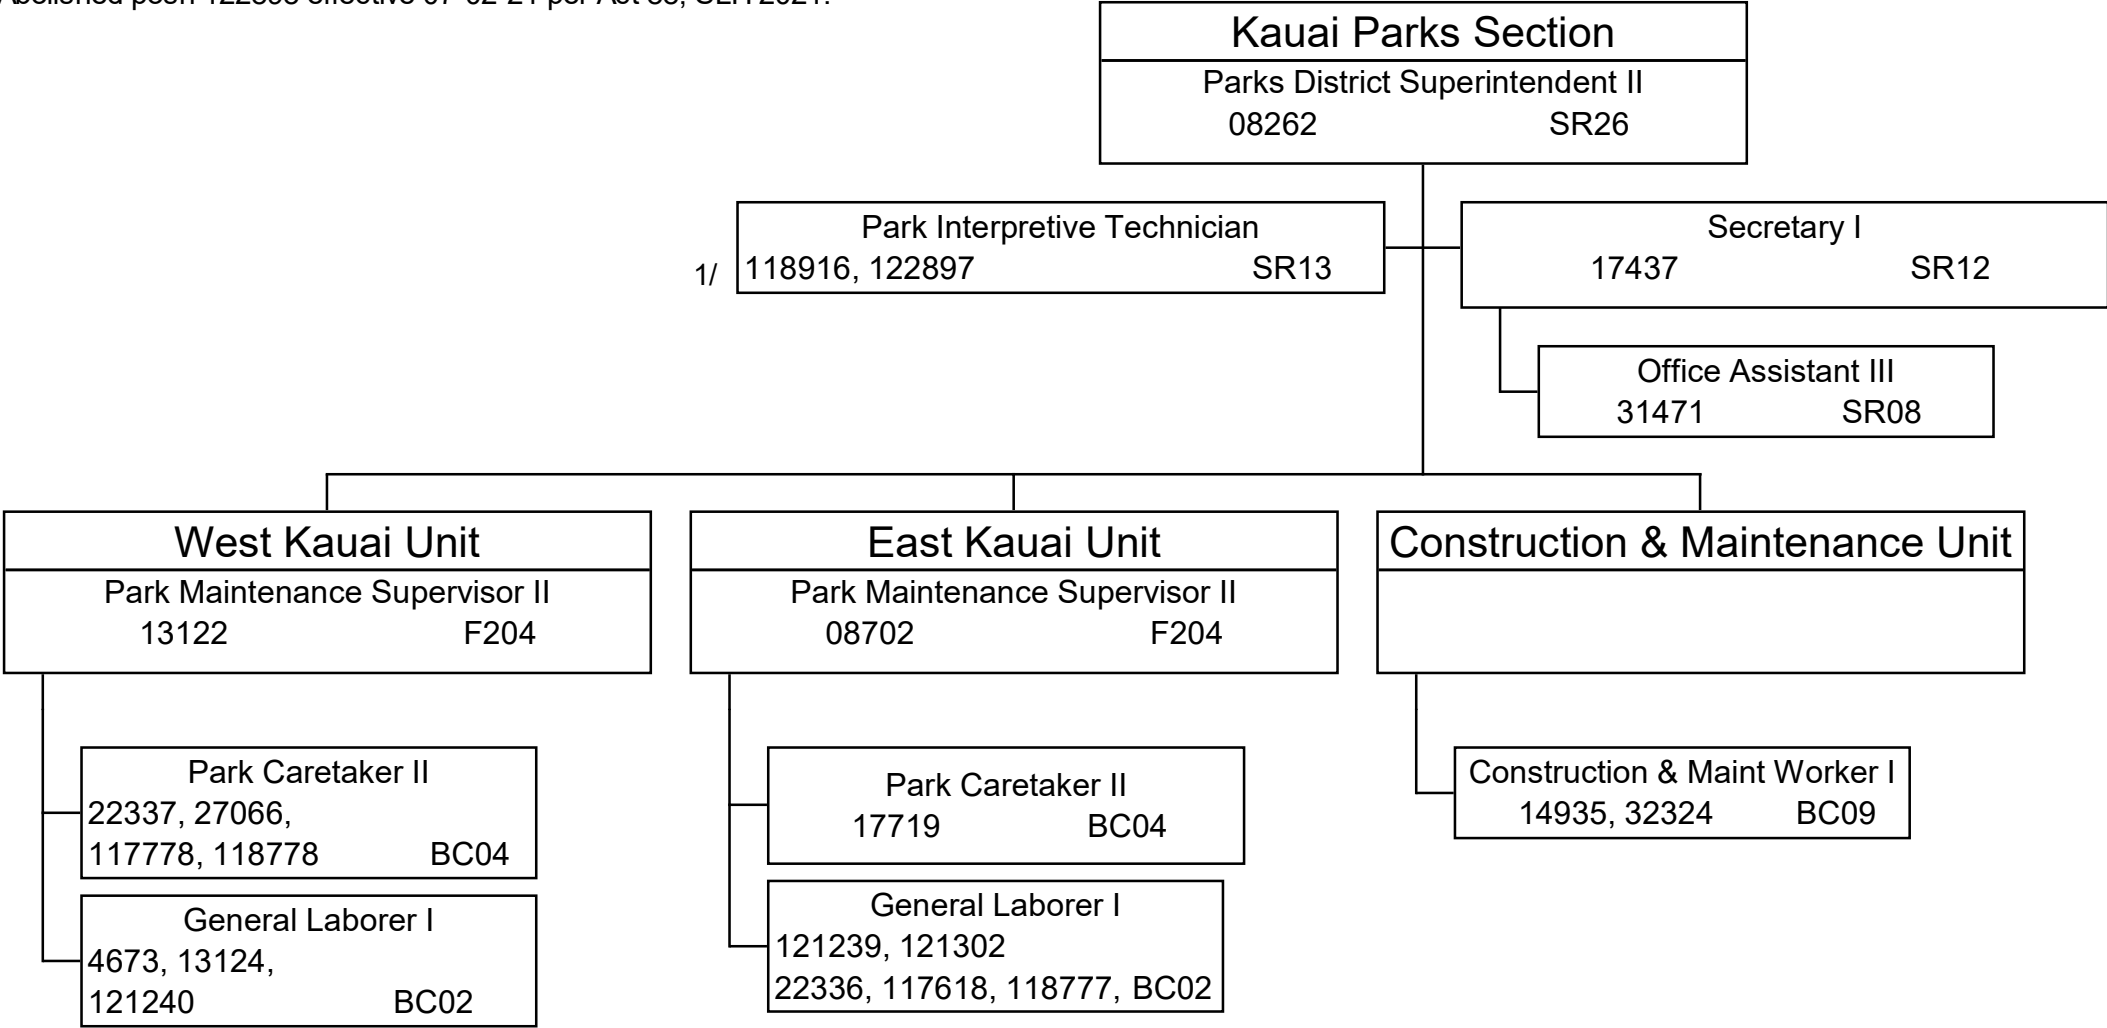 Kauai Parks Section
Parks District Superintendent II
08262 SR26
Park Interpretive Technician
1/ 118916, 122897 SR13
Secretary I
17437 SR12
Office Assistant III
31471 SR08
West Kauai Unit
Park Maintenance Supervisor II
13122 F204
Park Caretaker II
22337, 27066,
117778, 118778 BC04
General Laborer I
4673, 13124,
121240 BC02
East Kauai Unit
Park Maintenance Supervisor II
08702 F204
Park Caretaker II
17719 BC04
General Laborer I
121239, 121302
22336, 117618, 118777, BC02
Construction & Maintenance Unit
Construction & Maint Worker I
14935, 32324 BC09